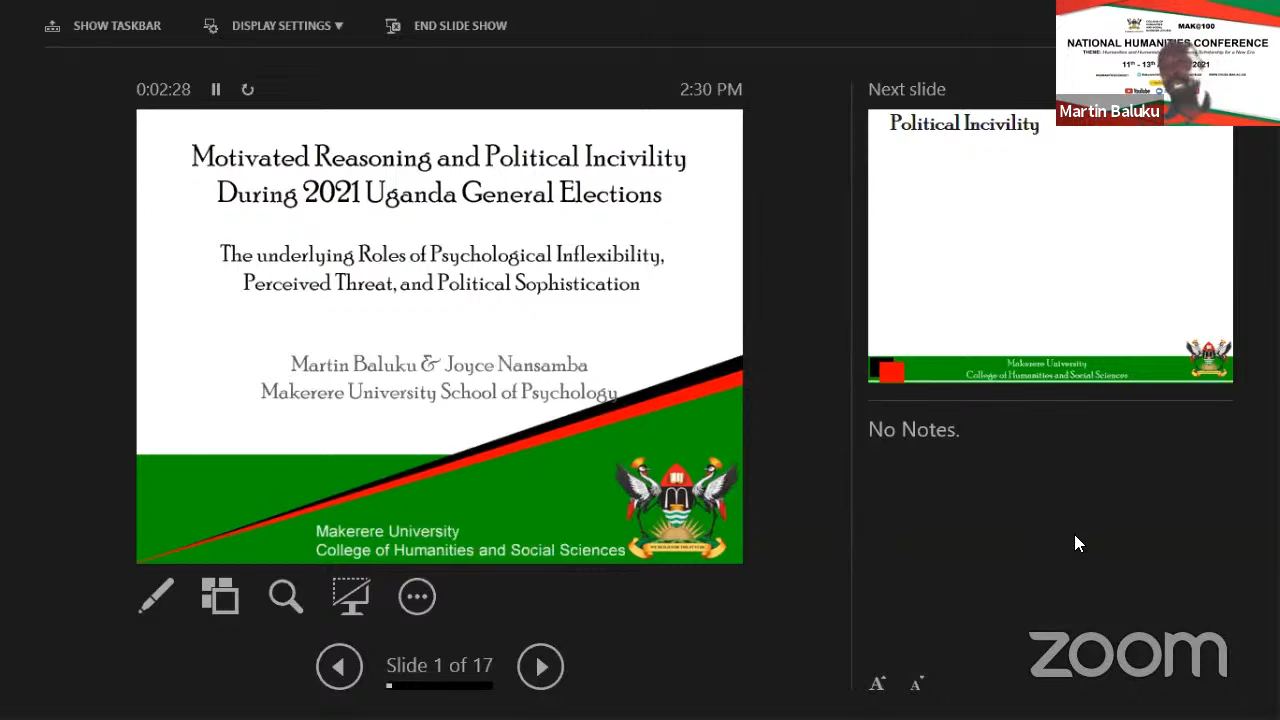 SHOW TASKBAR
DISPLAY SETTINGS ▼
END SLIDE SHOW
0:02:28
2:30 PM
Motivated Reasoning and Political Incivility
During 2021 Uganda General Elections
The underlying Roles of Psychological Inflexibility,
Perceived Threat, and Political Sophistication
Martin Baluku & Joyce Nansamba
Makerere University School of Psychology
Makerere University
College of Humanities and Social Sciences
Slide 1 of 17
Next slide
Political Incivility
Makerere University
College of Humanities and Social Sciences
No Notes.
A A
MAK@100
NATIONAL HUMANITIES CONFERENCE
11th - 13th 2021
YouTube
Martin Baluku
zoom